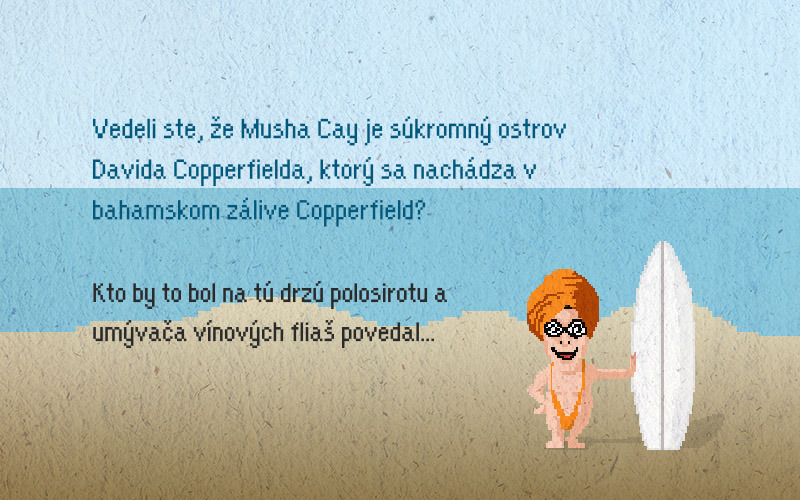 Vedeli ste, že Musha Cay je súkromný ostrov
Davida Copperfielda, ktorý sa nachádza v
bahamskom zálive Copperfield?
Kto by to bol na tú drzú polosirotu a
umývača vínových fliaš povedal...